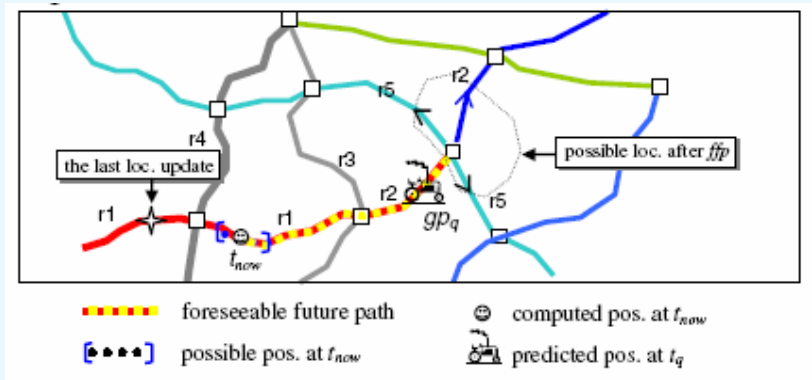 r2
r5
r4
possible loc. after ffp
the last loc. update
r3
r1
r1
r2
gpq
r5
tnow
foreseeable future path
computed pos. at tnow
possible pos. at tnow
predicted pos. at tq